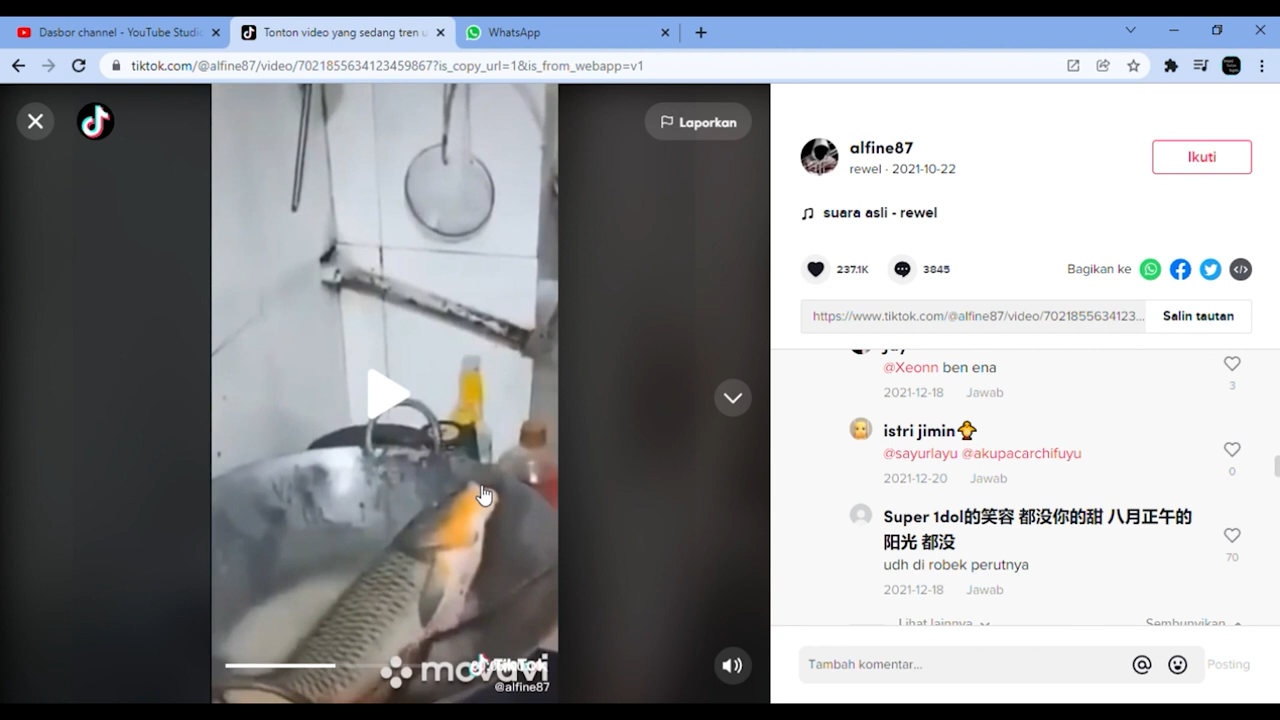 Dasbor channel - YouTube Studio
Tonton video yang sedang tren u
WhatsApp
tiktok.com/@alfine87/video/7021855634123459867?is_copy_url=1&is_from_webapp=v1
Laporkan
alfine87
rewel · 2021-10-22
Ikuti
suara asli - rewel
237.1K
3845
Bagikan ke
https://www.tiktok.com/@alfine87/video/7021855634123...
Salin tautan
@Xeonn ben ena
2021-12-18 Jawab
3
istri jimin
@sayurlayu @akupacarchifuyu
2021-12-20 Jawab
0
Super 1dol的笑容 都没你的甜 八月正午的
阳光 都没
udh di robek perutnya
70
2021-12-18 Jawab
Lihat lainnya
Sembunyikan
Tambah komentar...
Posting
movavi
TikTok
@alfine87